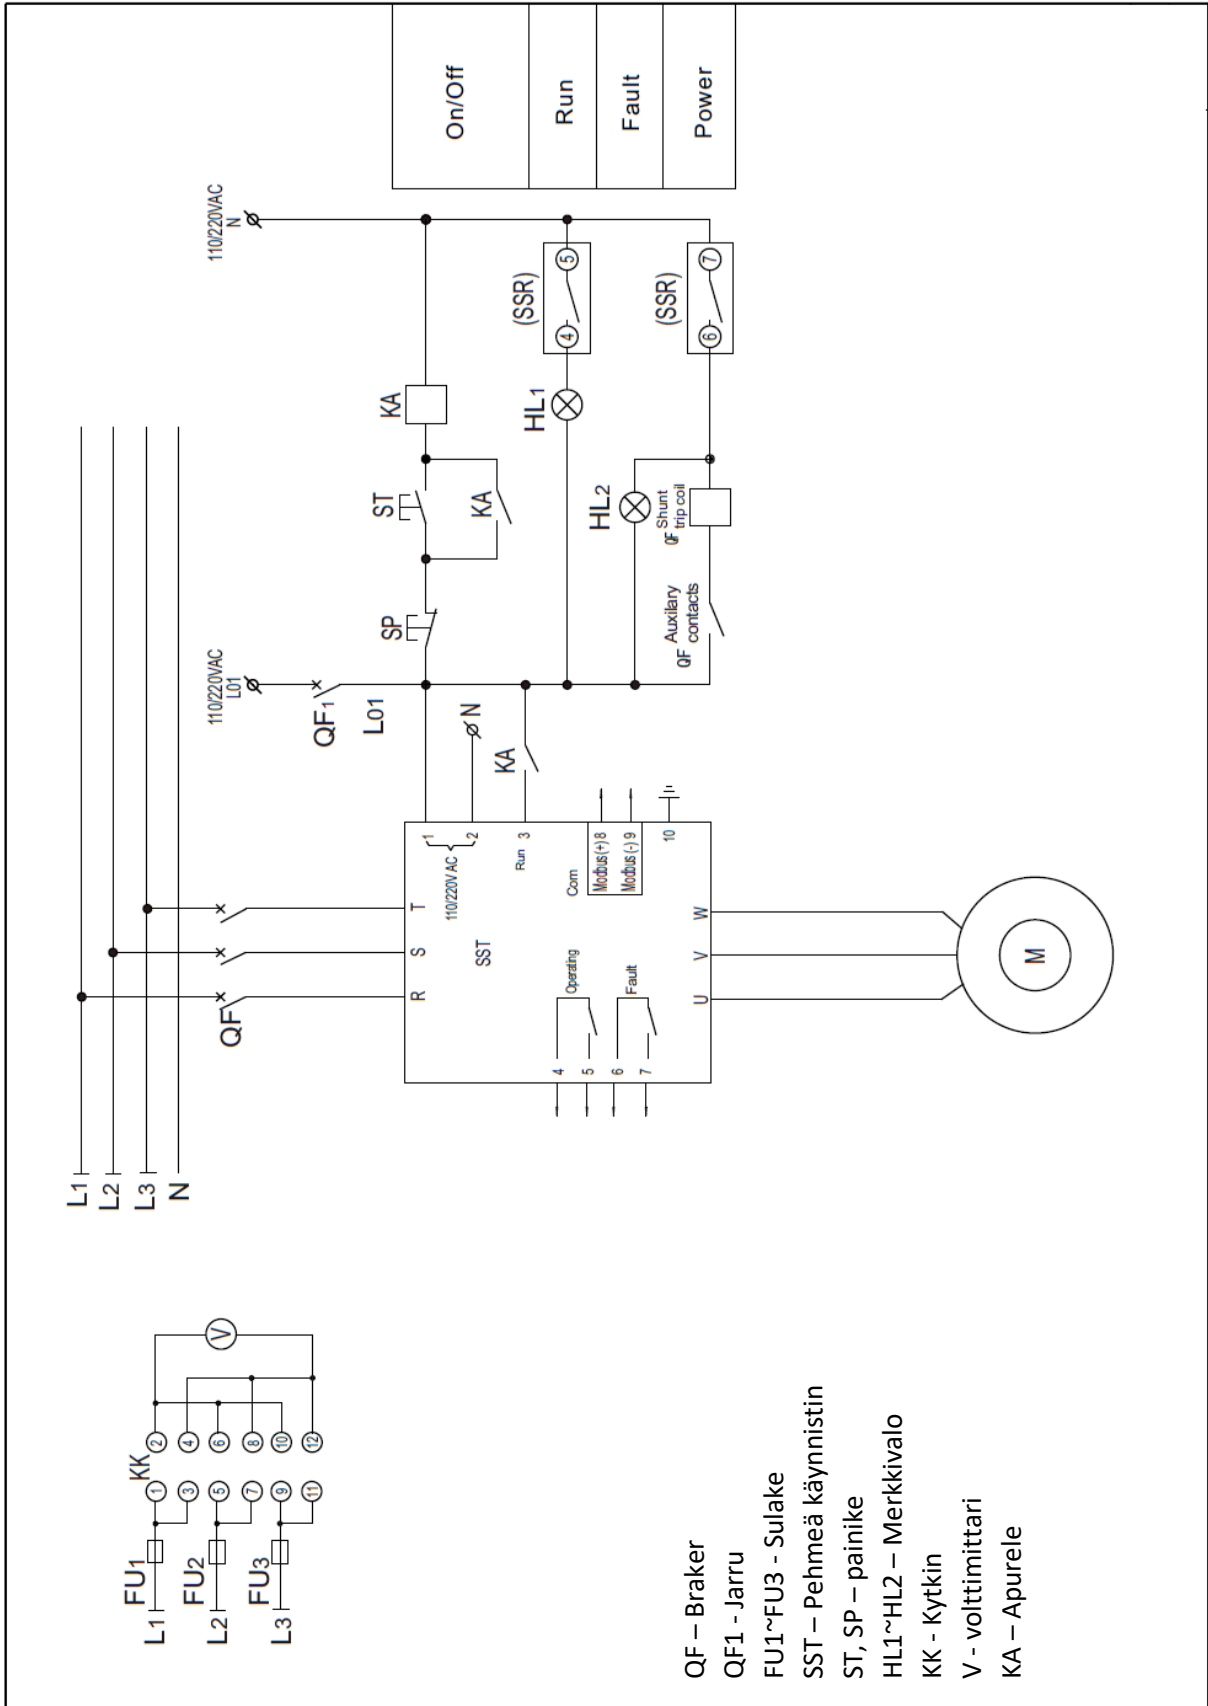 FU1
KK
1
2
L1
3
4
FU2
5
6
V
L2
7
8
FU3
9
10
L3
11
12
L1
L2
L3
N
QF
R
S
T
SST
110/220V AC
1
2
Run
3
Com
Modbus(+) 8
Modbus(-) 9
10
Operating
Fault
4
5
6
7
U
V
W
M
110/220VAC
L01
QF1
L01
N
KA
SP
ST
KA
KA
110/220VAC
N
HL1
(SSR)
4
5
HL2
QF Auxilary
contacts
QF Shunt
trip coil
(SSR)
6
7
On/Off
Run
Fault
Power
QF – Braker
QF1 - Jarru
FU1~FU3 - Sulake
SST – Pehmeä käynnistin
ST, SP – painike
HL1~HL2 – Merkkivalo
KK - Kytkin
V - volttimittari
KA – Apurele